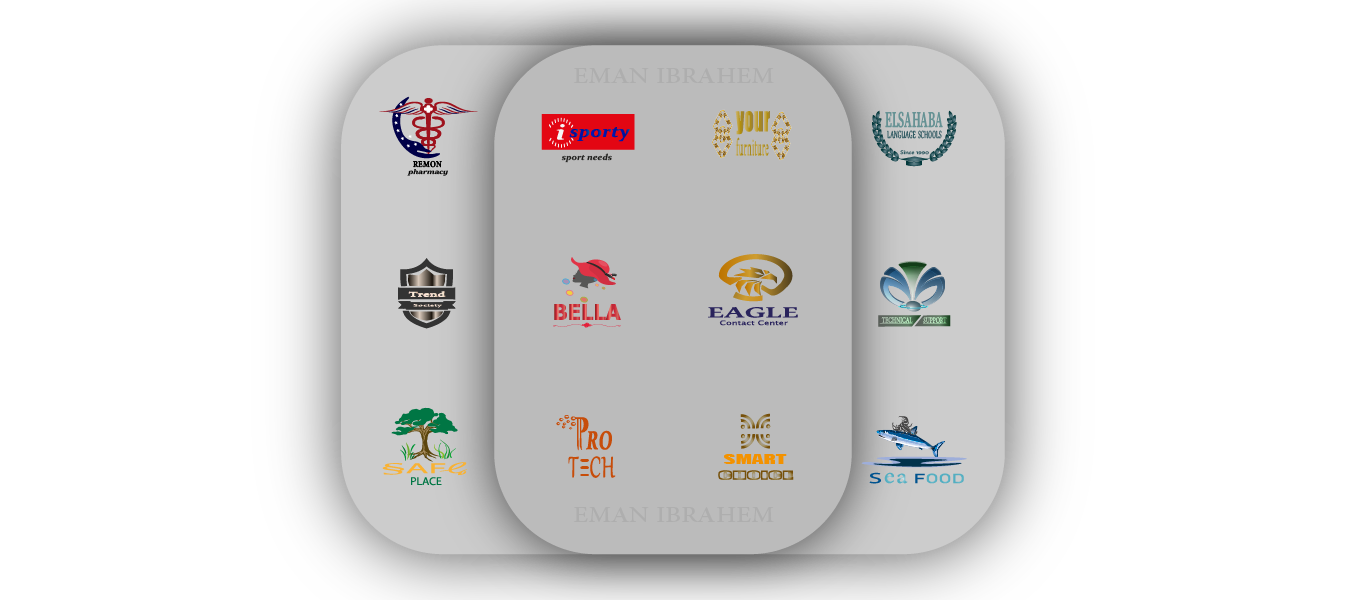 EMAN IBRAHEM
REMON
pharmacy
i sporty
sport needs
your
furniture
ELSAHABA
LANGUAGE SCHOOLS
Since 1990
Trend
Society
BELLA
EAGLE
Contact Center
TECHNICAL SUPPORT
SAFe
PLACE
PRO
TECH
SMART
CHOICE
Sea FOOD
EMAN IBRAHEM